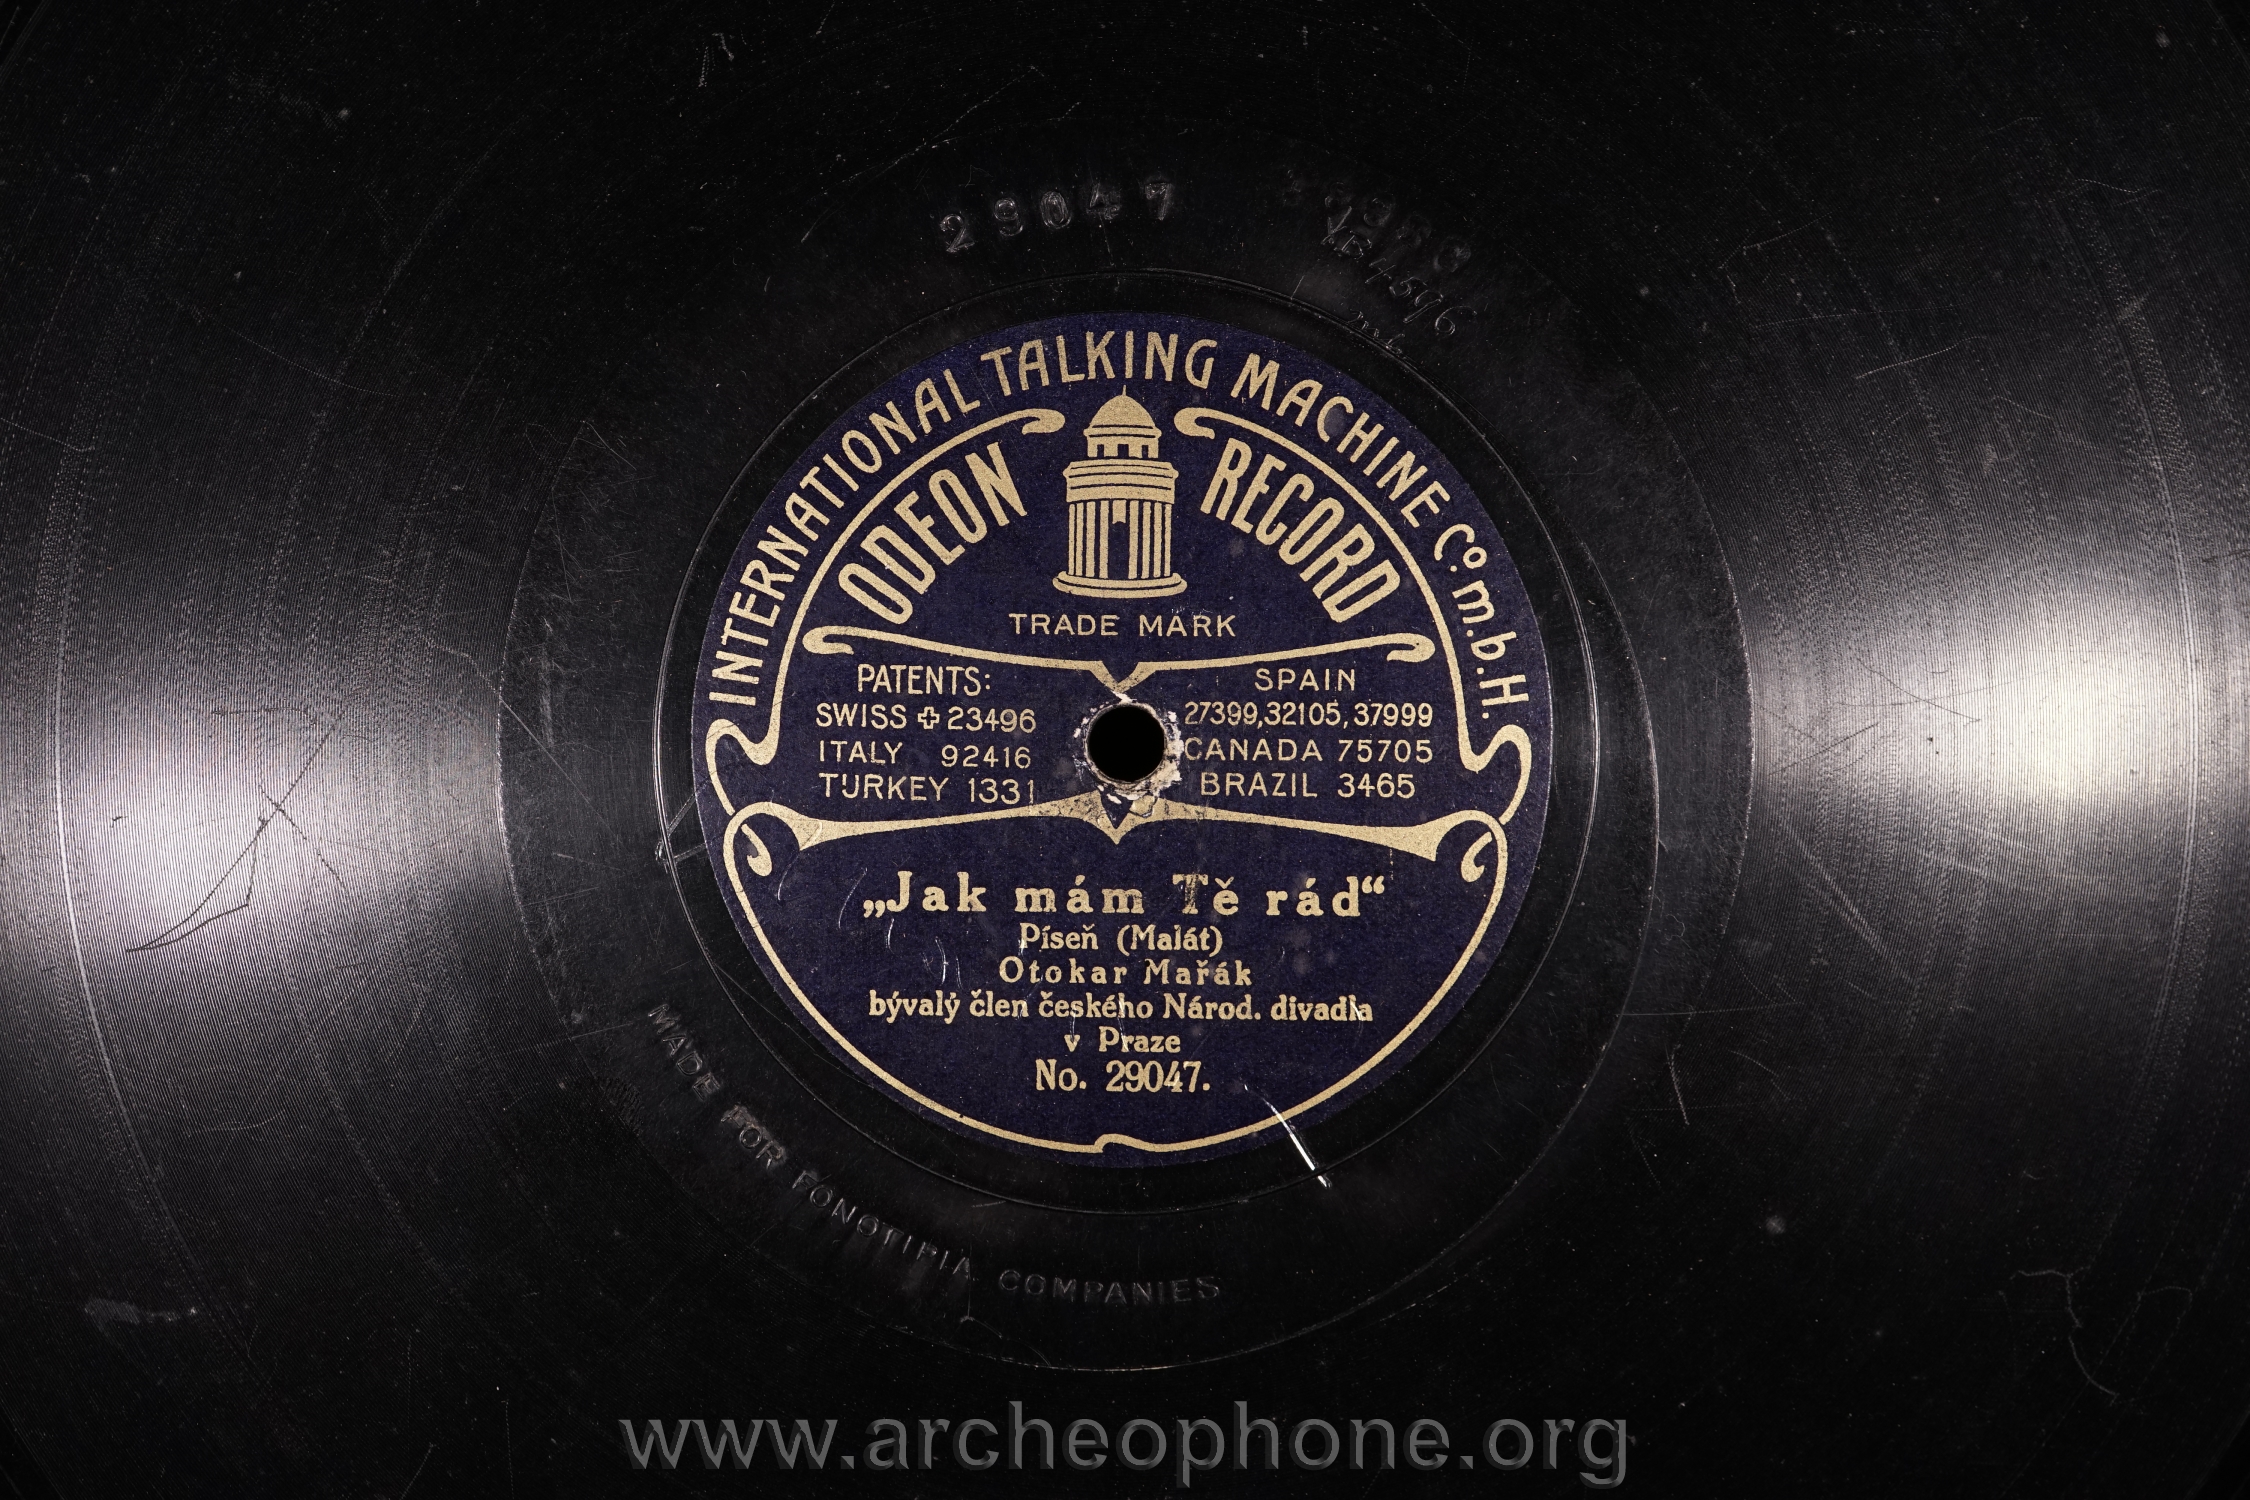 29047
INTERNATIONAL TALKING MACHINE Co. m.b.H.
ODEON RECORD
TRADE MARK
PATENTS:
SWISS 23496
ITALY 92416
TURKEY 1331
SPAIN
27399,32105,37999
CANADA 75705
BRAZIL 3465
„Jak mám Tě rád“
Píseň (Malát)
Otokar Mařák
bývalý člen českého Národ. divadla
v Praze
No. 29047.
MADE FOR FONOTIPIA COMPANIES
www.archeophone.org